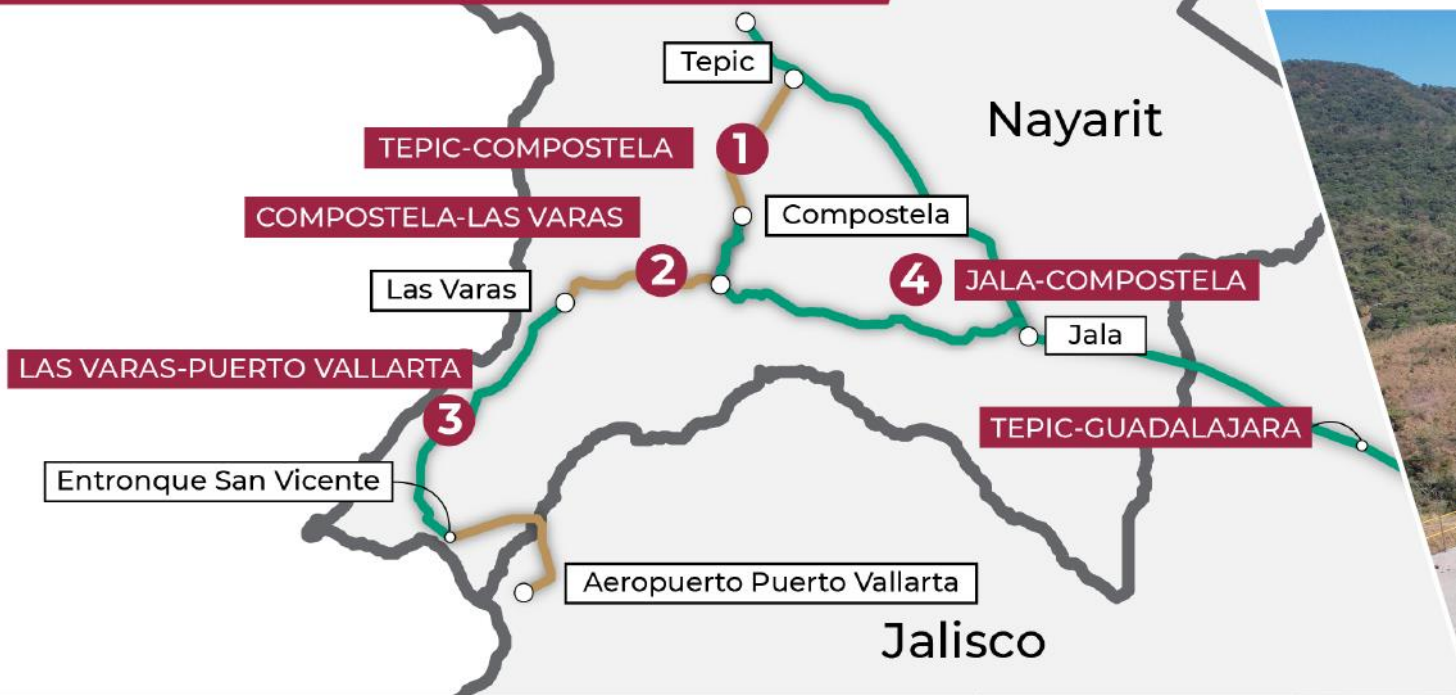 Tepic
Nayarit
TEPIC-COMPOSTELA
1
COMPOSTELA-LAS VARAS
Compostela
2
4
JALA-COMPOSTELA
Las Varas
Jala
LAS VARAS-PUERTO VALLARTA
3
TEPIC-GUADALAJARA
Entronque San Vicente
Aeropuerto Puerto Vallarta
Jalisco